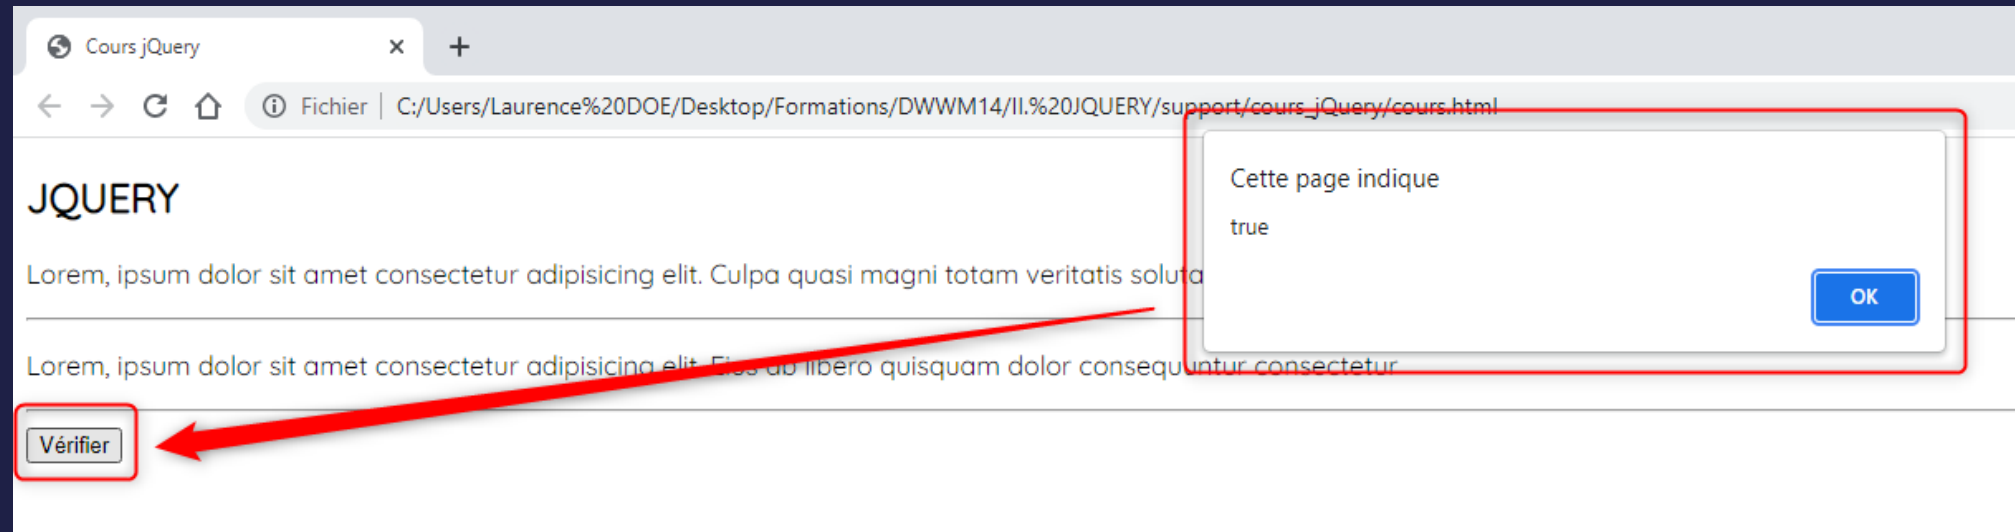 Cours jQuery
Fichier | C:/Users/Laurence%20DOE/Desktop/Formations/DWWM14/II.%20JQUERY/support/cours_jQuery/cours.html
Cette page indique
true
OK
JQUERY
Lorem, ipsum dolor sit amet consectetur adipisicing elit. Culpa quasi magni totam veritatis soluta
Lorem, ipsum dolor sit amet consectetur adipisicing elit. Eius ab libero quisquam dolor consequuntur consectetur
Vérifier